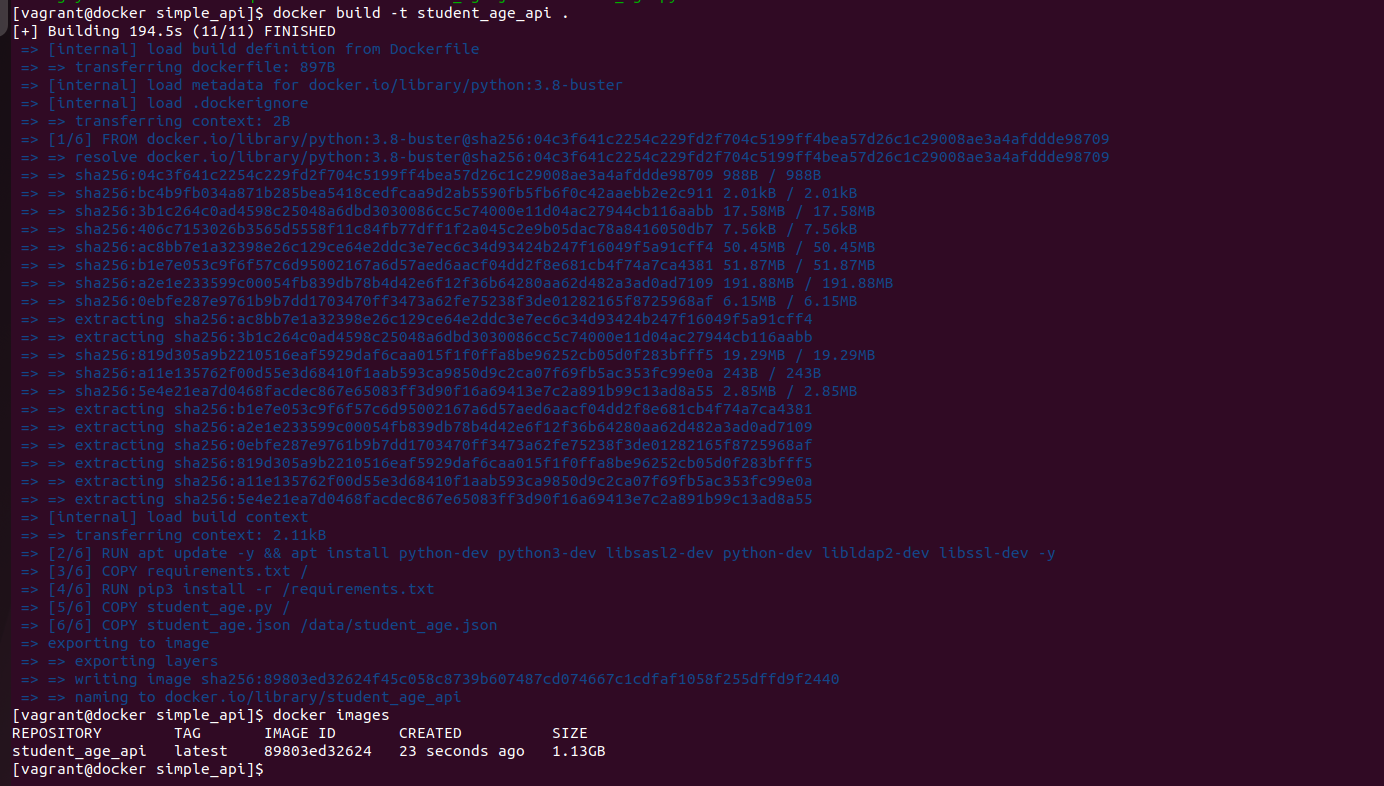 [vagrant@docker simple_api]$ docker build -t student_age_api .
[+] Building 194.5s (11/11) FINISHED
=> [internal] load build definition from Dockerfile
=> => transferring dockerfile: 897B
=> [internal] load metadata for docker.io/library/python:3.8-buster
=> [internal] load .dockerignore
=> => transferring context: 2B
=> [1/6] FROM docker.io/library/python:3.8-buster@sha256:04c3f641c2254c229fd2f704c5199ff4bea57d26c1c29008ae3a4afddde98709
=> => resolve docker.io/library/python:3.8-buster@sha256:04c3f641c2254c229fd2f704c5199ff4bea57d26c1c29008ae3a4afddde98709
=> => sha256:04c3f641c2254c229fd2f704c5199ff4bea57d26c1c29008ae3a4afddde98709 988B / 988B
=> => sha256:bc4b9fb034a871b285bea5418cedfcaa9d2ab5590fb5fb6f0c42aaebb2e2c911 2.01kB / 2.01kB
=> => sha256:3b1c264c0ad4598c25048a6dbd3030086cc5c74000e11d04ac27944cb116aabb 17.58MB / 17.58MB
=> => sha256:406c7153026b3565d5558f11c84fb77dff1f2a045c2e9b05dac78a8416050db7 7.56kB / 7.56kB
=> => sha256:ac8bb7e1a32398e26c129ce64e2ddc3e7ec6c34d93424b247f16049f5a91cff4 50.45MB / 50.45MB
=> => sha256:b1e7e053c9f6f57c6d95002167a6d57aed6aacf04dd2f8e681cb4f74a7ca4381 51.87MB / 51.87MB
=> => sha256:a2e1e233599c00054fb839db78b4d42e6f12f36b64280aa62d482a3ad0ad7109 191.88MB / 191.88MB
=> => sha256:0ebfe287e9761b9b7dd1703470ff3473a62fe75238f3de01282165f8725968af 6.15MB / 6.15MB
=> => extracting sha256:ac8bb7e1a32398e26c129ce64e2ddc3e7ec6c34d93424b247f16049f5a91cff4
=> => extracting sha256:3b1c264c0ad4598c25048a6dbd3030086cc5c74000e11d04ac27944cb116aabb
=> => sha256:819d305a9b2210516eaf5929daf6caa015f1f0ffa8be96252cb05d0f283bfff5 19.29MB / 19.29MB
=> => sha256:a11e135762f00d55e3d68410f1aab593ca9850d9c2ca07f69fb5ac353fc99e0a 243B / 243B
=> => sha256:5e4e21ea7d0468facdec867e65083ff3d90f16a69413e7c2a891b99c13ad8a55 2.85MB / 2.85MB
=> => extracting sha256:b1e7e053c9f6f57c6d95002167a6d57aed6aacf04dd2f8e681cb4f74a7ca4381
=> => extracting sha256:a2e1e233599c00054fb839db78b4d42e6f12f36b64280aa62d482a3ad0ad7109
=> => extracting sha256:0ebfe287e9761b9b7dd1703470ff3473a62fe75238f3de01282165f8725968af
=> => extracting sha256:819d305a9b2210516eaf5929daf6caa015f1f0ffa8be96252cb05d0f283bfff5
=> => extracting sha256:a11e135762f00d55e3d68410f1aab593ca9850d9c2ca07f69fb5ac353fc99e0a
=> => extracting sha256:5e4e21ea7d0468facdec867e65083ff3d90f16a69413e7c2a891b99c13ad8a55
=> [internal] load build context
=> => transferring context: 2.11kB
=> [2/6] RUN apt update -y && apt install python-dev python3-dev libsasl2-dev python-dev libldap2-dev libssl-dev -y
=> [3/6] COPY requirements.txt /
=> [4/6] RUN pip3 install -r /requirements.txt
=> [5/6] COPY student_age.py /
=> [6/6] COPY student_age.json /data/student_age.json
=> exporting to image
=> => exporting layers
=> => writing image sha256:89803ed32624f45c058c8739b607487cd074667c1cdfaf1058f255dffd9f2440
=> => naming to docker.io/library/student_age_api
[vagrant@docker simple_api]$ docker images
REPOSITORY TAG IMAGE ID CREATED SIZE
student_age_api latest 89803ed32624 23 seconds ago 1.13GB
[vagrant@docker simple_api]$